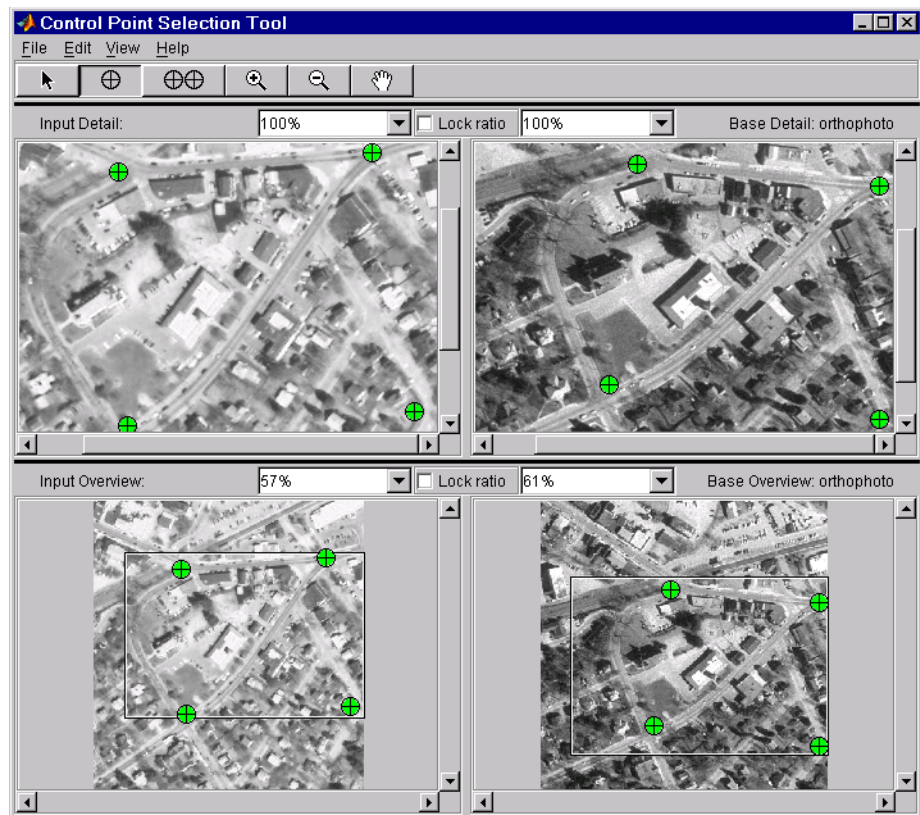 Control Point Selection Tool
File Edit View Help
Input Detail: 100% Lock ratio 100% Base Detail: orthophoto
Input Overview: 57% Lock ratio 61% Base Overview: orthophoto